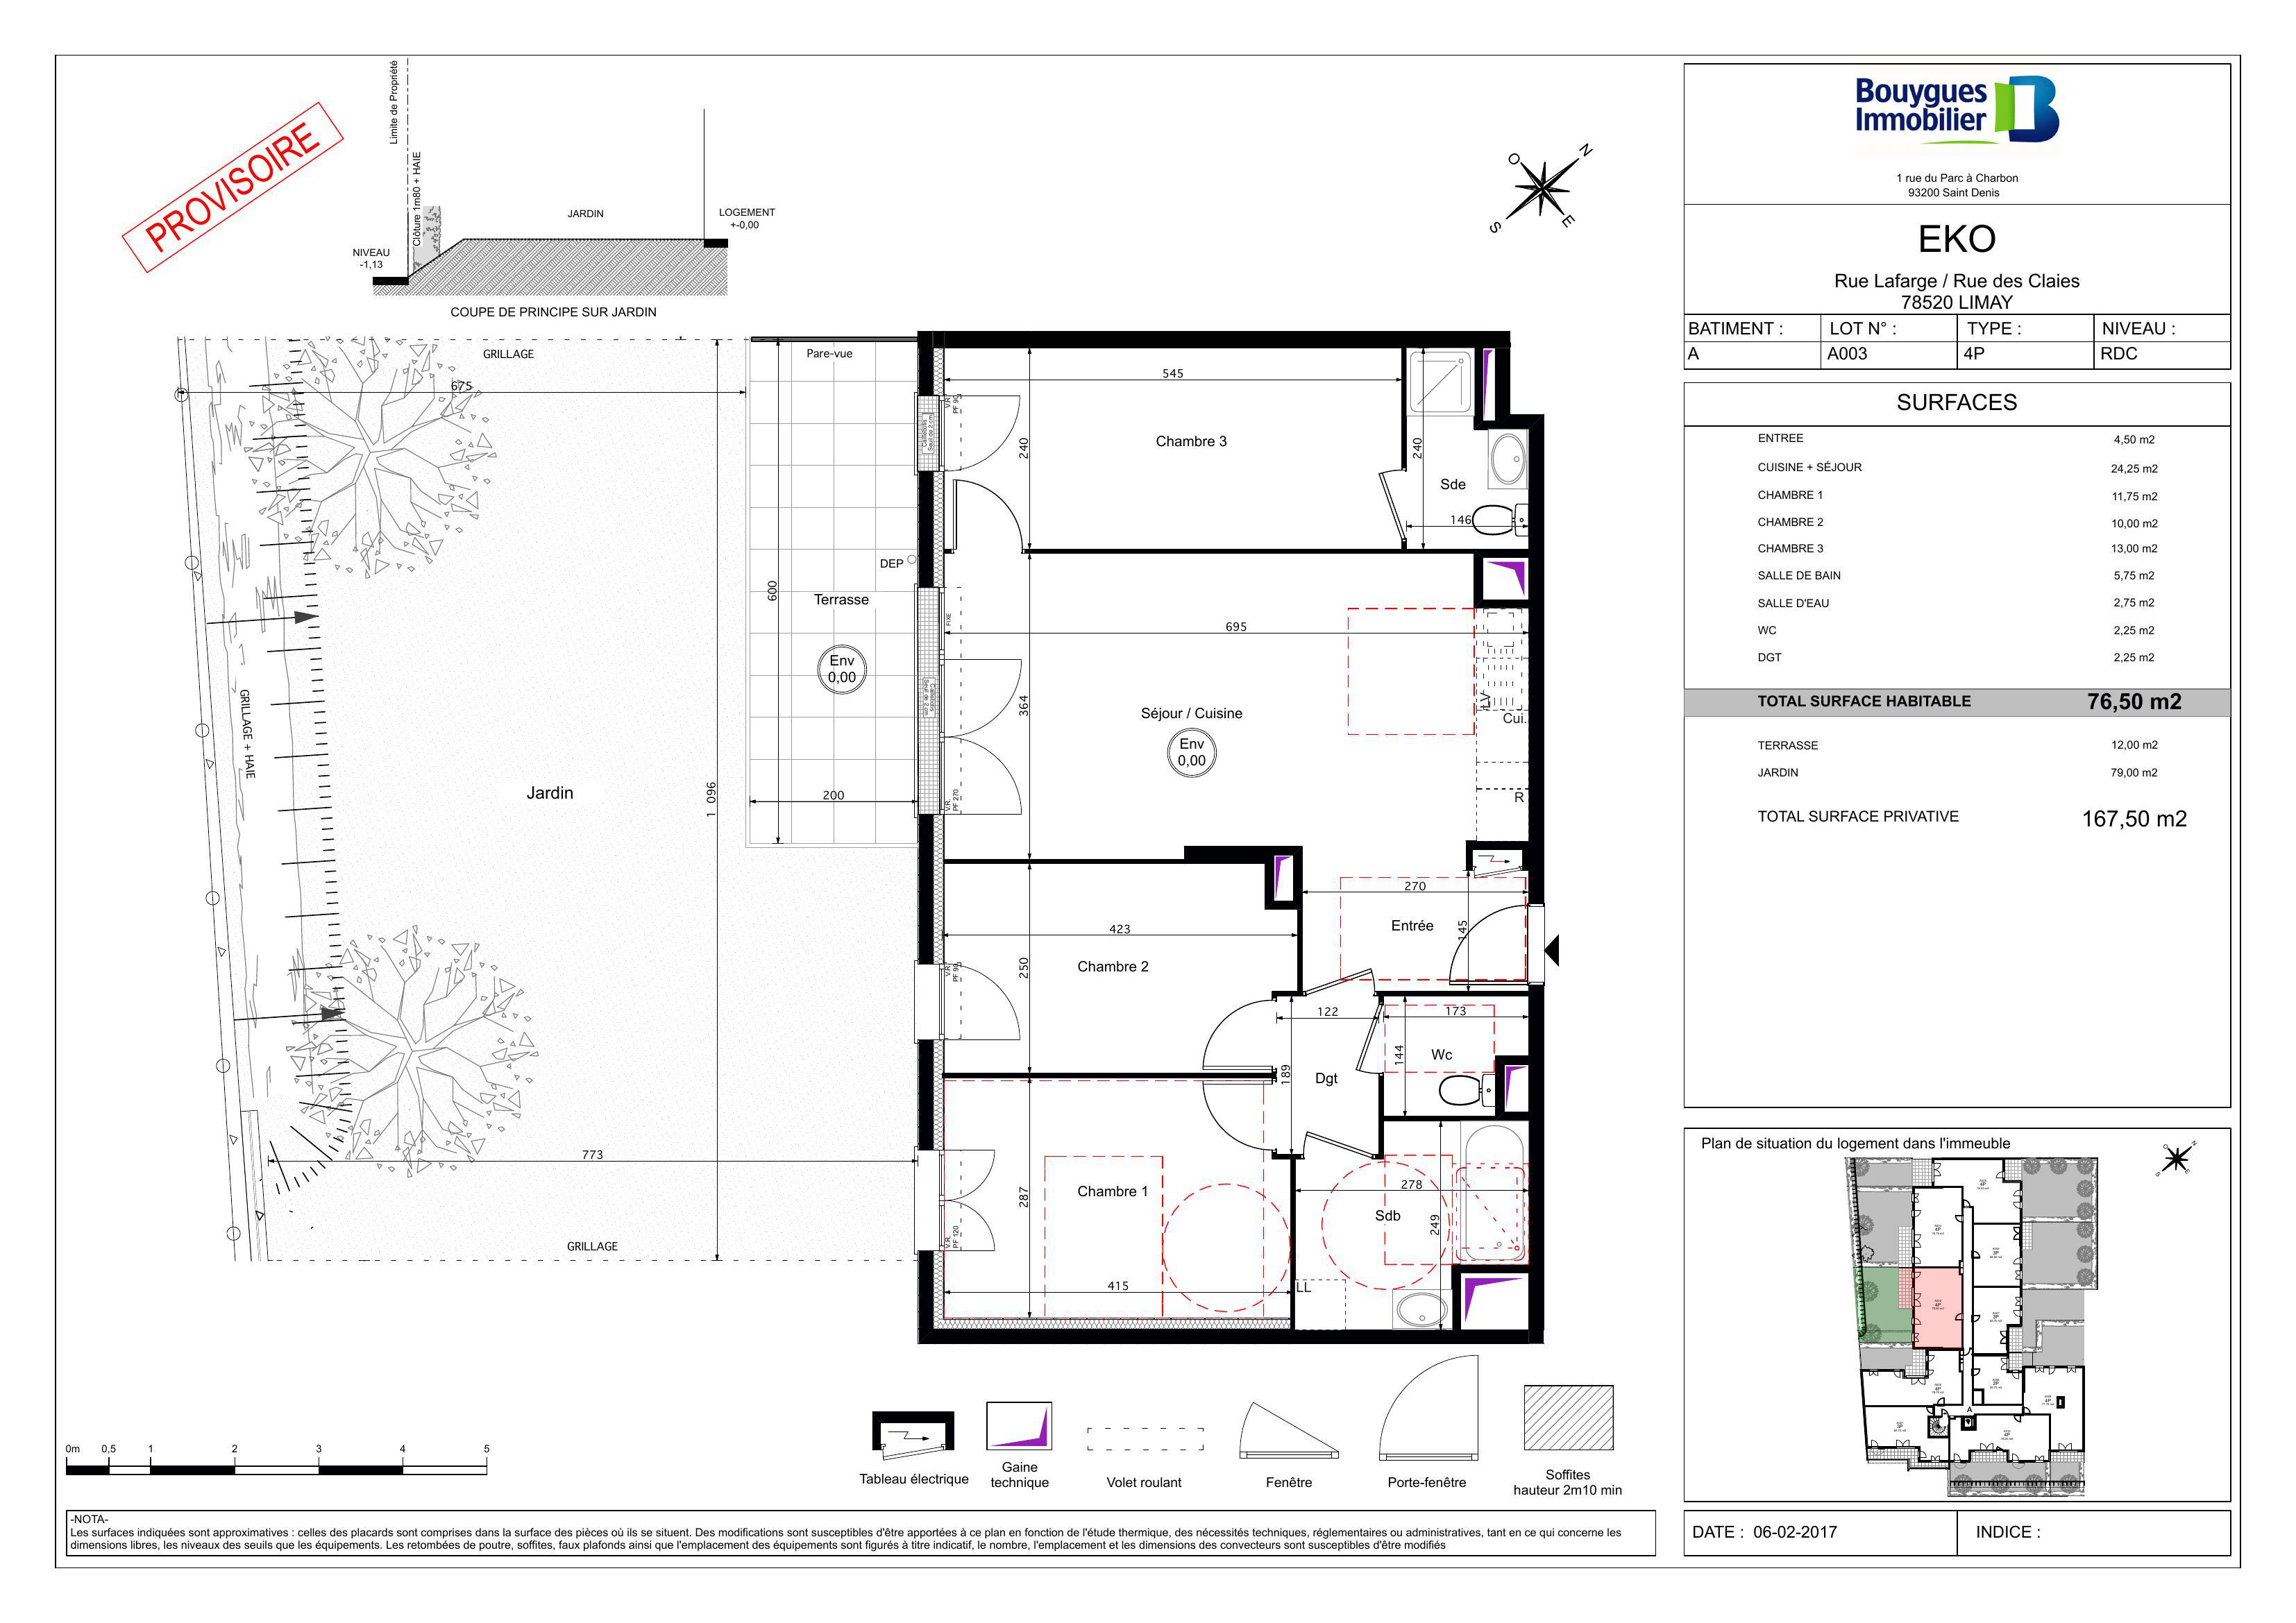 PROVISOIRE
Limite de Propriété
Clôture 1m80 + HAIE
JARDIN
LOGEMENT
+-0,00
NIVEAU
-1,13
COUPE DE PRINCIPE SUR JARDIN
N
O
E
S
GRILLAGE
675
Pare-vue
DEP
600
Terrasse
Env
0,00
200
GRILLAGE + HAIE
Jardin
1 096
773
GRILLAGE
545
240
Chambre 3
240
Sde
146
V.R
PF 90
Seuil de 2 cm
FIXE
695
364
Séjour / Cuisine
Env
0,00
LV
Cui.
R
V.R.
PF 270
Seuil de 2 cm
270
Entrée
145
423
250
Chambre 2
V.R
PF 90
122
173
144
Wc
189
Dgt
287
Chambre 1
415
V.R.
PF 120
278
Sdb
249
LL
0m 0,5 1 2 3 4 5
Tableau électrique
Gaine
technique
Volet roulant
Fenêtre
Porte-fenêtre
Soffites
hauteur 2m10 min
-NOTA-
Les surfaces indiquées sont approximatives : celles des placards sont comprises dans la surface des pièces où ils se situent. Des modifications sont susceptibles d'être apportées à ce plan en fonction de l'étude thermique, des nécessités techniques, réglementaires ou administratives, tant en ce qui concerne les
dimensions libres, les niveaux des seuils que les équipements. Les retombées de poutre, soffites, faux plafonds ainsi que l'emplacement des équipements sont figurés à titre indicatif, le nombre, l'emplacement et les dimensions des convecteurs sont susceptibles d'être modifiés
Bouygues
Immobilier
1 rue du Parc à Charbon
93200 Saint Denis
EKO
Rue Lafarge / Rue des Claies
78520 LIMAY
BATIMENT : LOT N° : TYPE : NIVEAU :
A A003 4P RDC
SURFACES
ENTREE 4,50 m2
CUISINE + SÉJOUR 24,25 m2
CHAMBRE 1 11,75 m2
CHAMBRE 2 10,00 m2
CHAMBRE 3 13,00 m2
SALLE DE BAIN 5,75 m2
SALLE D'EAU 2,75 m2
WC 2,25 m2
DGT 2,25 m2
TOTAL SURFACE HABITABLE 76,50 m2
TERRASSE 12,00 m2
JARDIN 79,00 m2
TOTAL SURFACE PRIVATIVE 167,50 m2
Plan de situation du logement dans l'immeuble
N
O
E
S
A
DATE : 06-02-2017 INDICE :